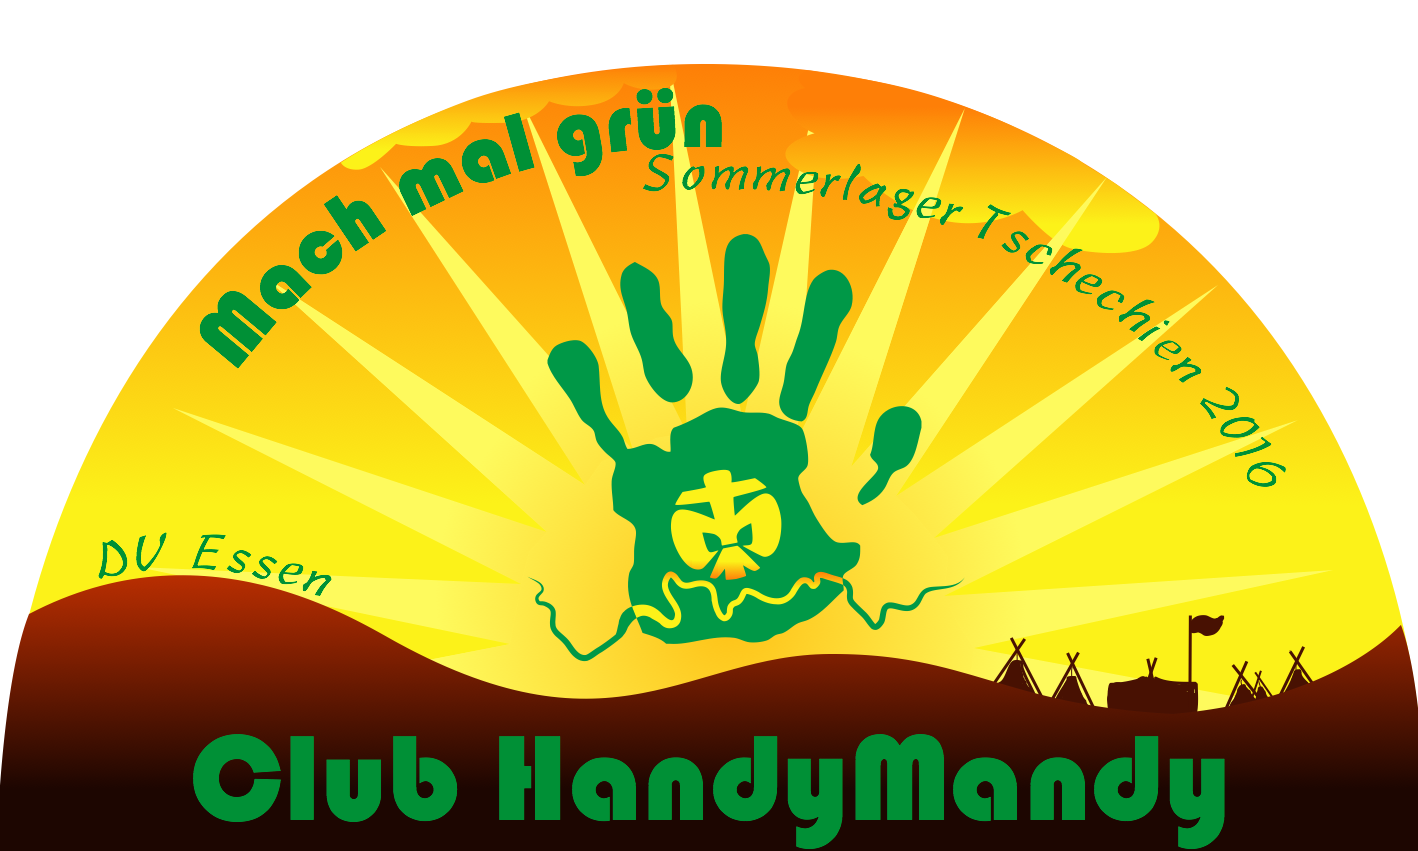 Mach mal grün
Sommerlager Tschechien 2016
DV Essen
Club HandyMandy